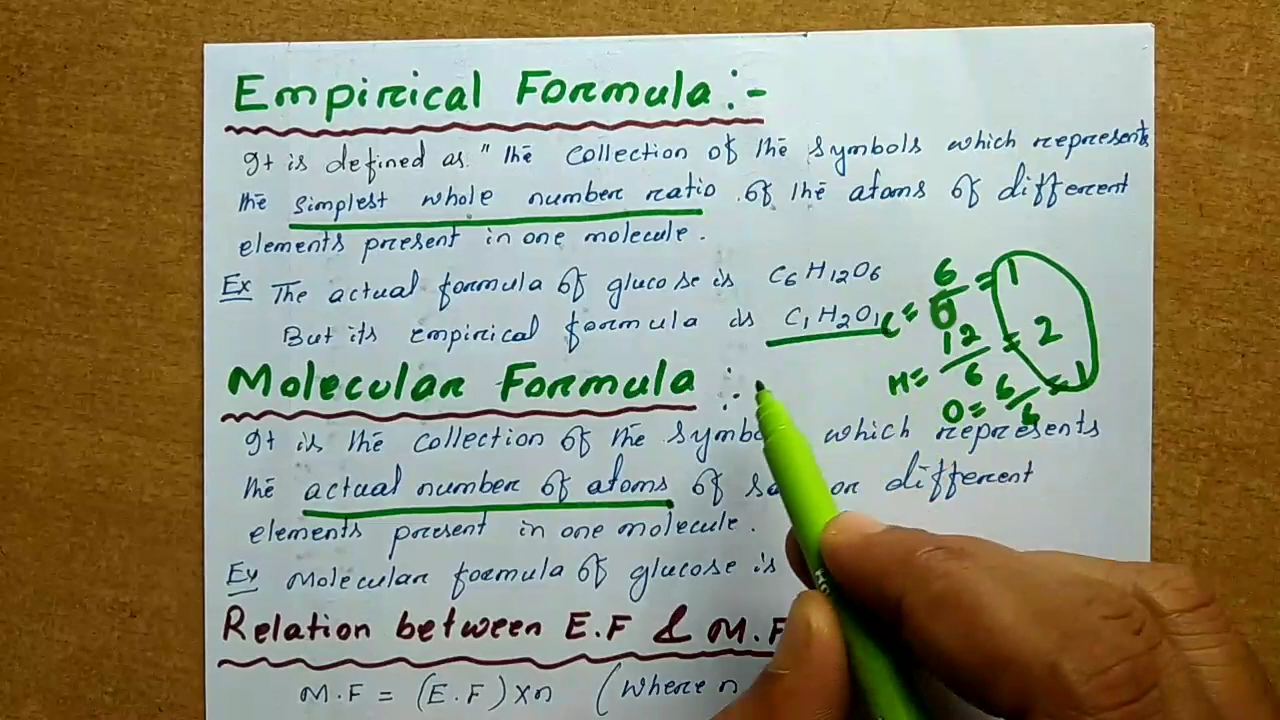 Empirical Formula :-
It is defined as "The Collection of the Symbols which represents
the simplest whole number ratio of the atoms of different
elements present in one molecule.
Ex The actual formula of glucose is C6H12O6
But its empirical formula is C1H2O1
C = 6/6 = 1
H = 12/6 = 2
O = 6/6 = 1
Molecular Formula :-
It is the collection of the Symbo which represents
the actual number of atoms of sa or different
elements present in one molecule.
Ex Molecular formula of glucose is
Relation between E.F & M.F
M.F = (E.F) × n (Where n